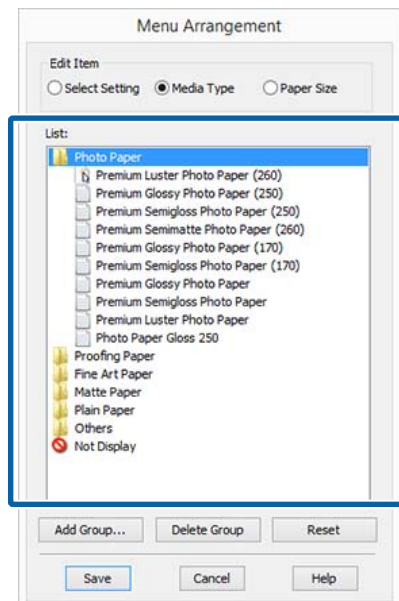 Menu Arrangement
Edit Item
Select Setting Media Type Paper Size
List:
Photo Paper
Premium Luster Photo Paper (260)
Premium Glossy Photo Paper (250)
Premium Semigloss Photo Paper (250)
Premium Semimatte Photo Paper (260)
Premium Glossy Photo Paper (170)
Premium Semigloss Photo Paper (170)
Premium Glossy Photo Paper
Premium Semigloss Photo Paper
Premium Luster Photo Paper
Photo Paper Gloss 250
Proofing Paper
Fine Art Paper
Matte Paper
Plain Paper
Others
Not Display
Add Group... Delete Group Reset
Save Cancel Help